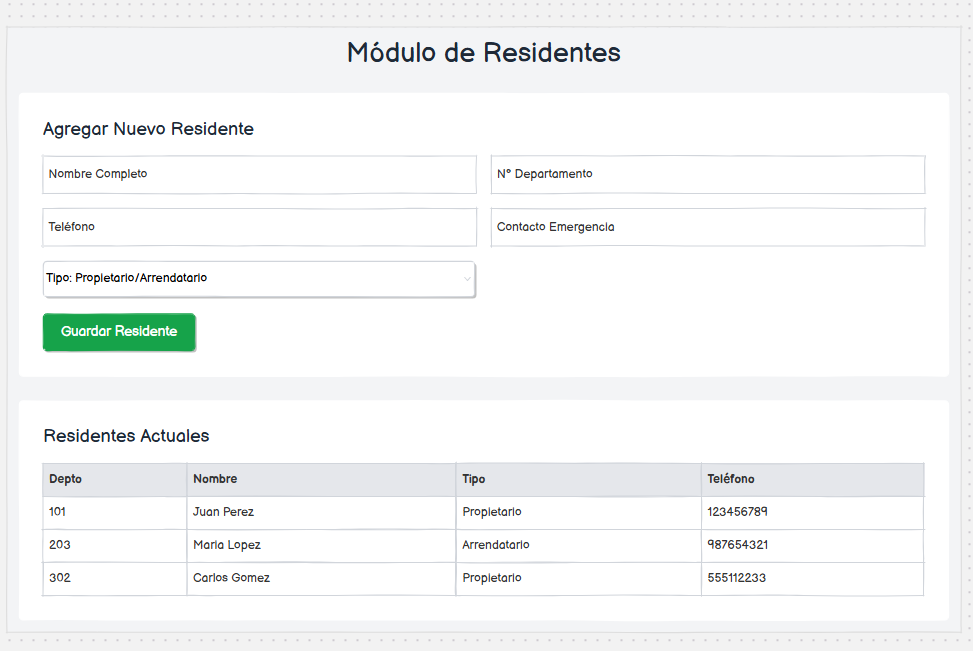 Módulo de Residentes
Agregar Nuevo Residente
Nombre Completo N° Departamento
Teléfono Contacto Emergencia
Tipo: Propietario/Arrendatario
Guardar Residente
Residentes Actuales
Depto Nombre Tipo Teléfono
101 Juan Perez Propietario 123456789
203 Maria Lopez Arrendatario 987654321
302 Carlos Gomez Propietario 555112233